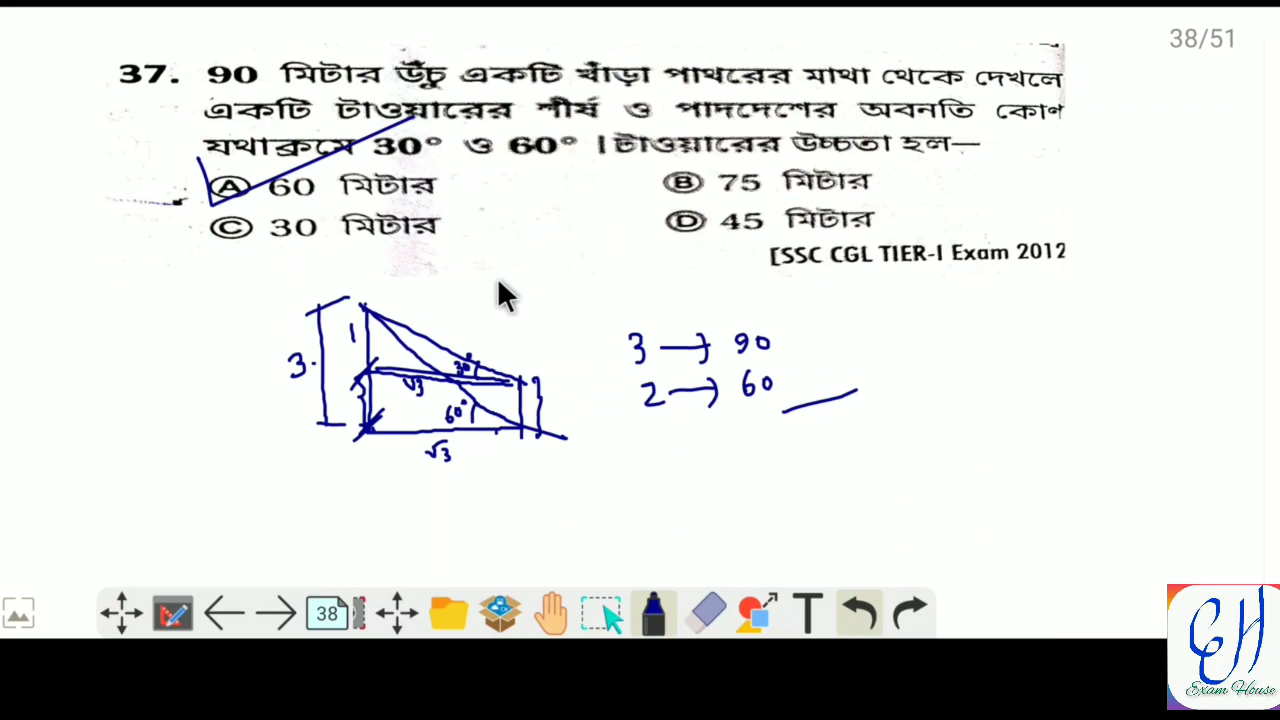 38/51
37. 90 মিটার উঁচু একটি খাঁড়া পাথরের মাথা থেকে দেখলে
একটি টাওয়ারের শীর্ষ ও পাদদেশের অবনতি কোণ
যথাক্রমে 30° ও 60° । টাওয়ারের উচ্চতা হল—
A 60 মিটার B 75 মিটার
C 30 মিটার D 45 মিটার
[SSC CGL TIER-I Exam 2012
1
3
30°
√3
60°
√3
3 → 90
2 → 60
38
T
EH
Exam House